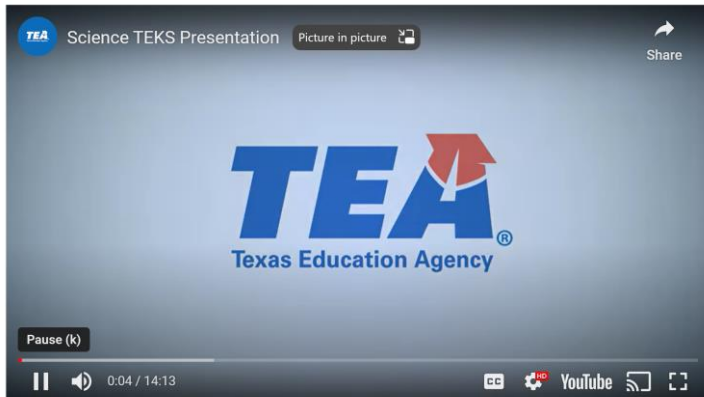 TEA
Science TEKS Presentation
Picture in picture
Share
TEA®
Texas Education Agency
Pause (k)
0:04 / 14:13
CC
HD
YouTube